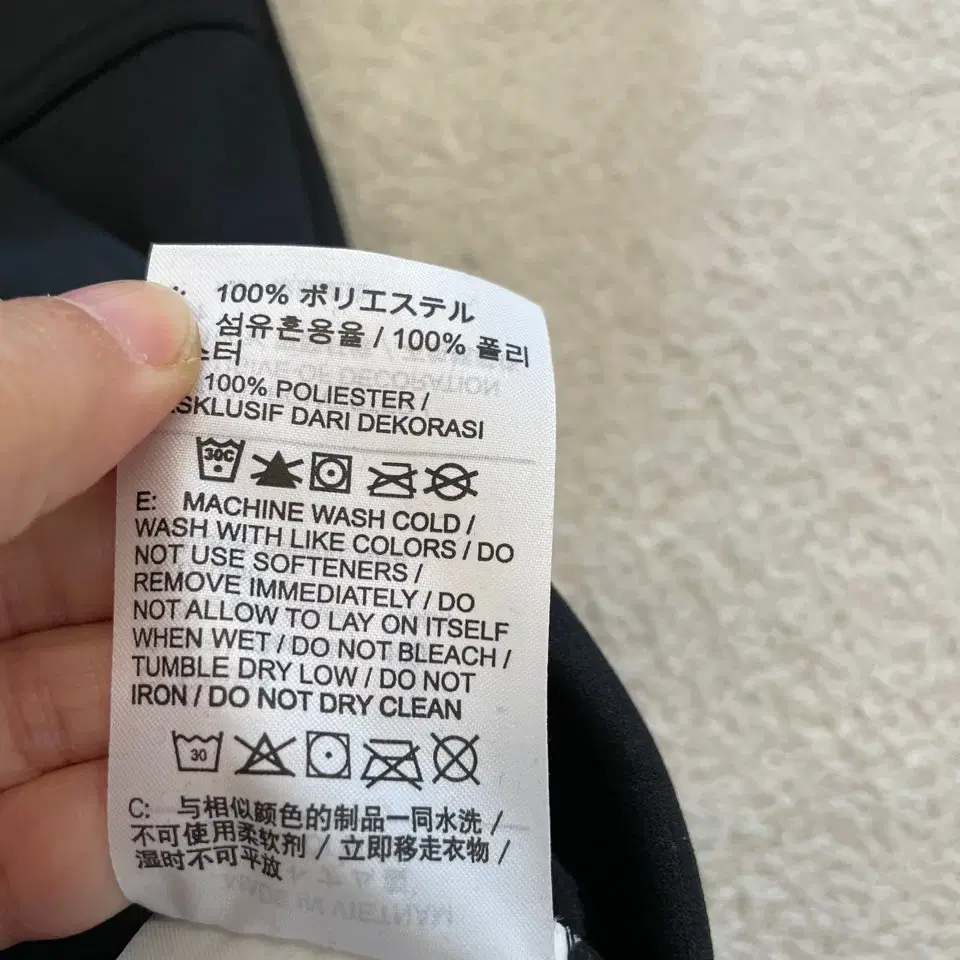 100% ポリエステル
섬유혼용율 / 100% 폴리
스터
100% POLIESTER /
EKSKLUSIF DARI DEKORASI
30C
E: MACHINE WASH COLD /
WASH WITH LIKE COLORS / DO
NOT USE SOFTENERS /
REMOVE IMMEDIATELY / DO
NOT ALLOW TO LAY ON ITSELF
WHEN WET / DO NOT BLEACH /
TUMBLE DRY LOW / DO NOT
IRON / DO NOT DRY CLEAN
30
C: 与相似颜色的制品一同水洗 /
不可使用柔软剂 / 立即移走衣物 /
湿时不可平放
MADE IN VIETNAM